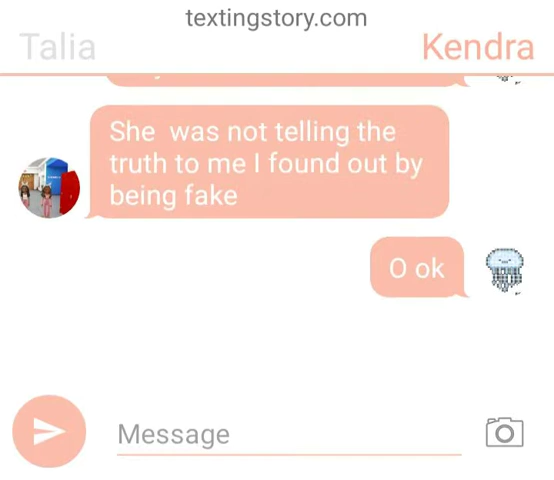 textingstory.com
Talia
Kendra
She  was not telling the
truth to me I found out by
being fake
O ok
Message